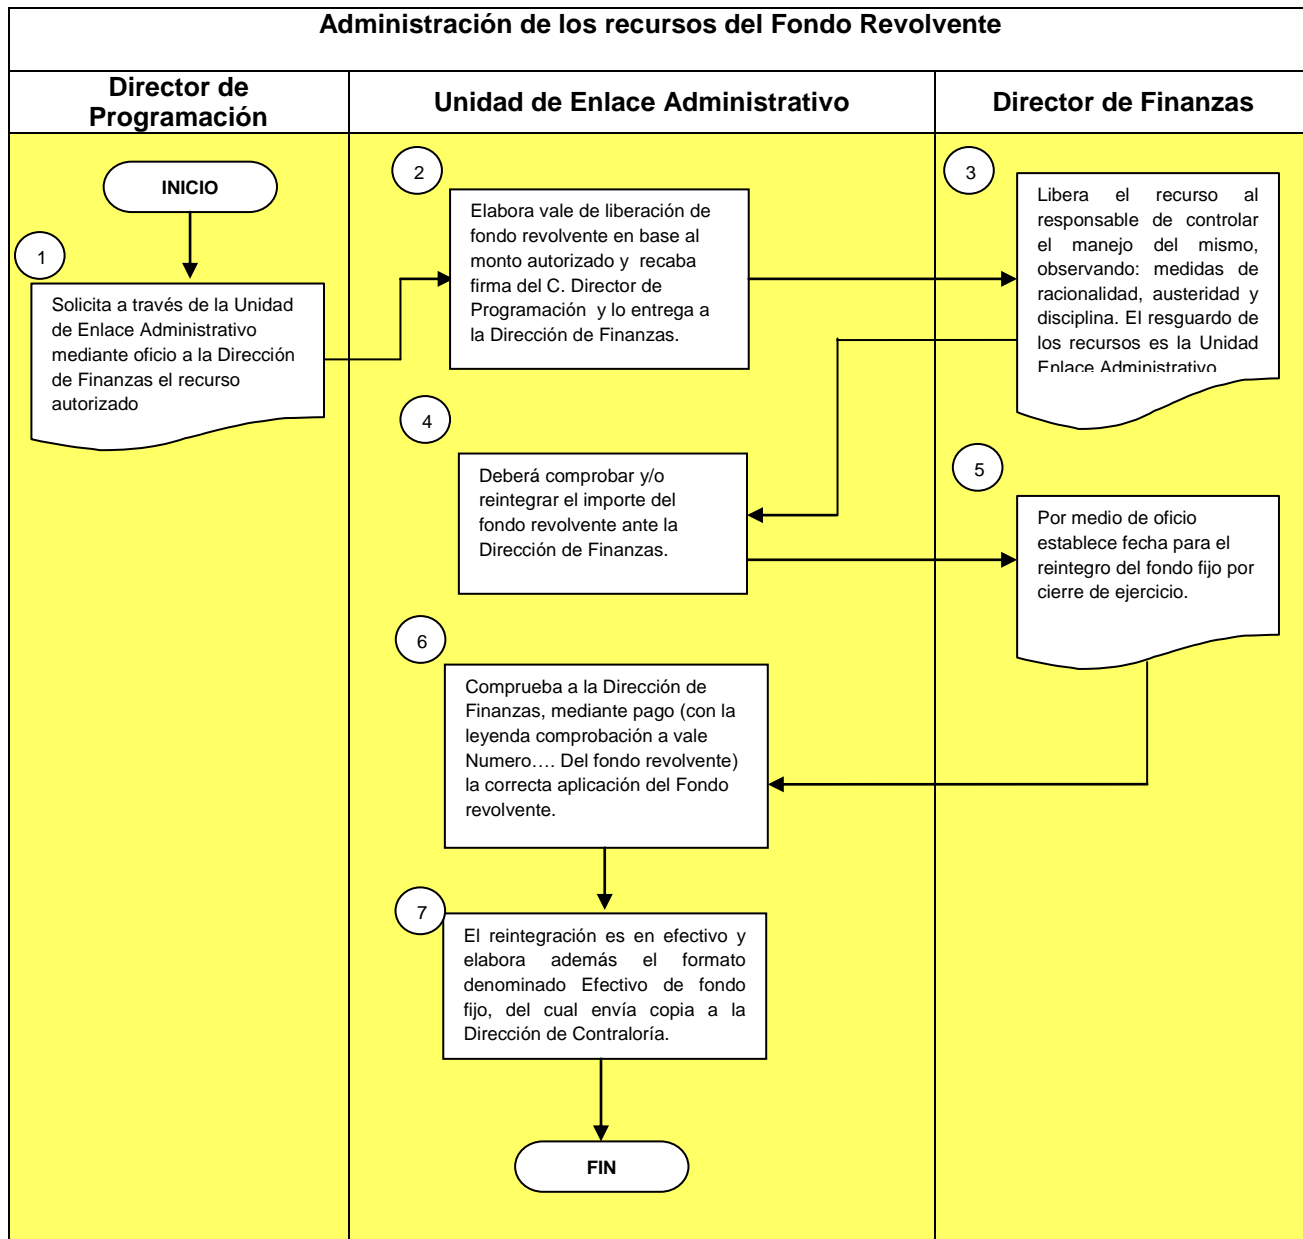 Administración de los recursos del Fondo Revolvente
Director de
Programación
Unidad de Enlace Administrativo
Director de Finanzas
INICIO
1
Solicita a través de la Unidad
de Enlace Administrativo
mediante oficio a la Dirección
de Finanzas el recurso
autorizado
2
Elabora vale de liberación de
fondo revolvente en base al
monto autorizado y recaba
firma del C. Director de
Programación y lo entrega a
la Dirección de Finanzas.
3
Libera el recurso al
responsable de controlar
el manejo del mismo,
observando: medidas de
racionalidad, austeridad y
disciplina. El resguardo de
los recursos es la Unidad
Enlace Administrativo
4
Deberá comprobar y/o
reintegrar el importe del
fondo revolvente ante la
Dirección de Finanzas.
5
Por medio de oficio
establece fecha para el
reintegro del fondo fijo por
cierre de ejercicio.
6
Comprueba a la Dirección de
Finanzas, mediante pago (con la
leyenda comprobación a vale
Numero…. Del fondo revolvente)
la correcta aplicación del Fondo
revolvente.
7
El reintegración es en efectivo y
elabora además el formato
denominado Efectivo de fondo
fijo, del cual envía copia a la
Dirección de Contraloría.
FIN